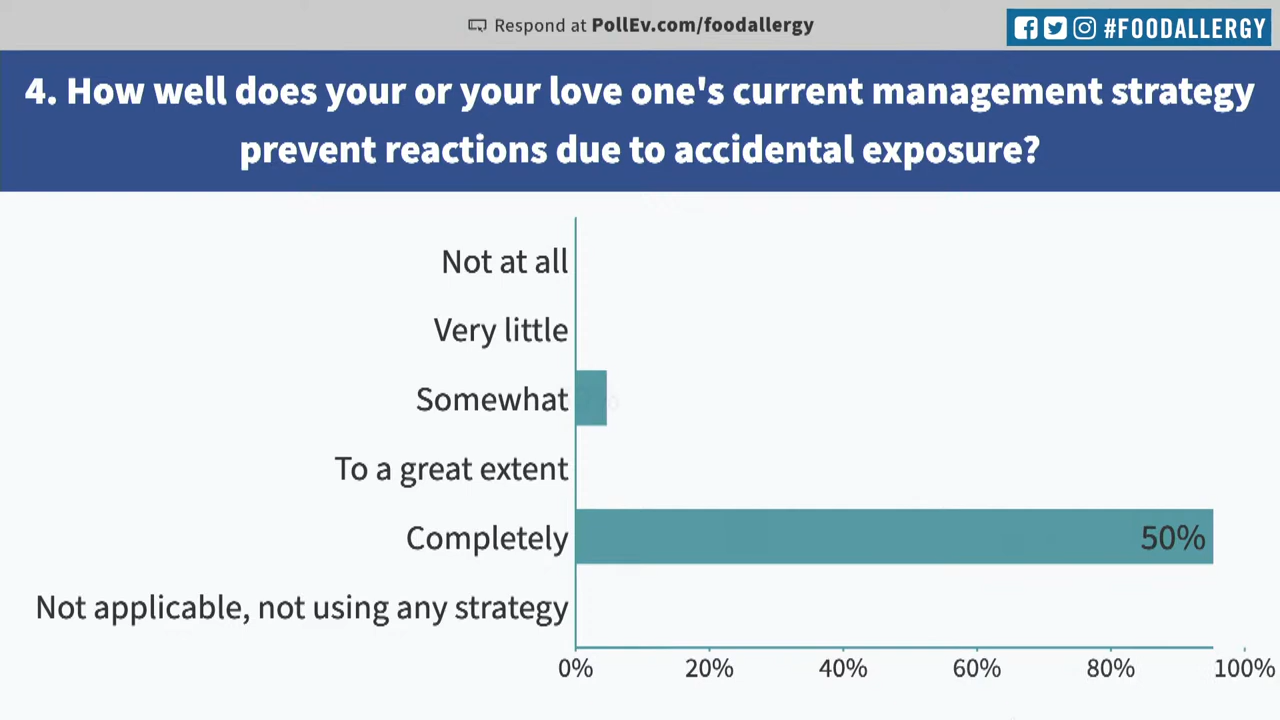 Respond at PollEv.com/foodallergy
#FOODALLERGY
4. How well does your or your love one's current management strategy
prevent reactions due to accidental exposure?
Not at all
Very little
Somewhat
To a great extent
Completely
50%
Not applicable, not using any strategy
0%
20%
40%
60%
80%
100%